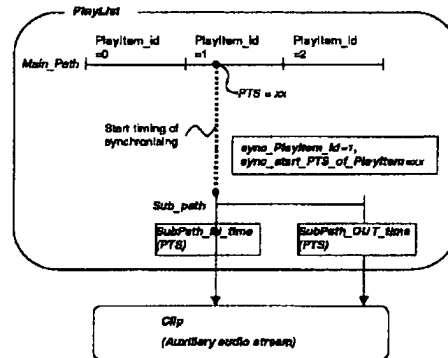 PlayList
PlayItem_id =0
PlayItem_id =1
PlayItem_id =2
Main_Path
PTS = xx
Start timing of
synchronising
sync_PlayItem_id=1,
sync_start_PTS_of_PlayItem=xx
Sub_path
SubPath_IN_time
(PTS)
SubPath_OUT_time
(PTS)
Clip
(Auxiliary audio stream)